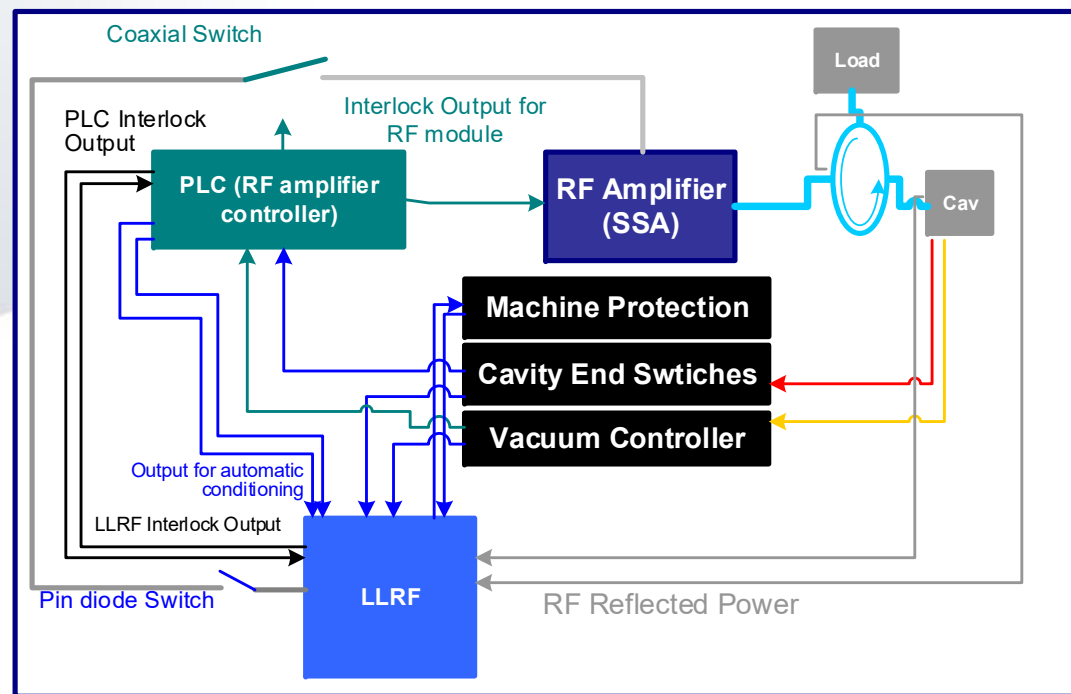 Coaxial Switch
Load
PLC Interlock
Output
Interlock Output for
RF module
PLC (RF amplifier
controller)
RF Amplifier
(SSA)
Cav
Machine Protection
Cavity End Swtiches
Vacuum Controller
Output for automatic
conditioning
LLRF Interlock Output
Pin diode Switch
LLRF
RF Reflected Power